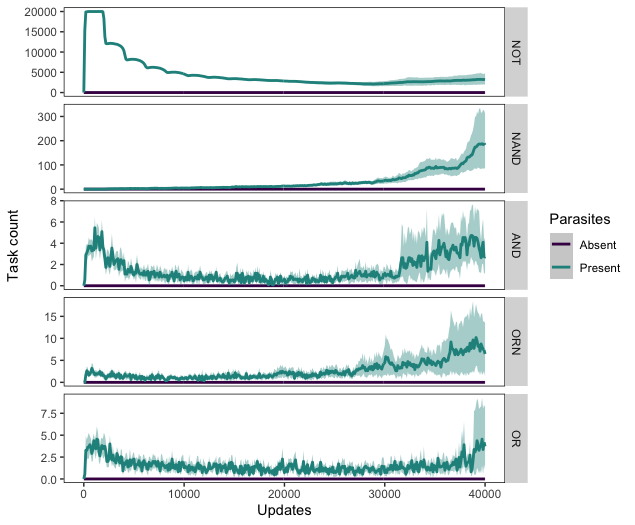 20000
15000
10000
5000
0
NOT
300
200
100
0
NAND
8
6
4
2
0
AND
15
10
5
0
ORN
7.5
5.0
2.5
0.0
OR
0
10000
20000
30000
40000
Updates
Task count
Parasites
Absent
Present